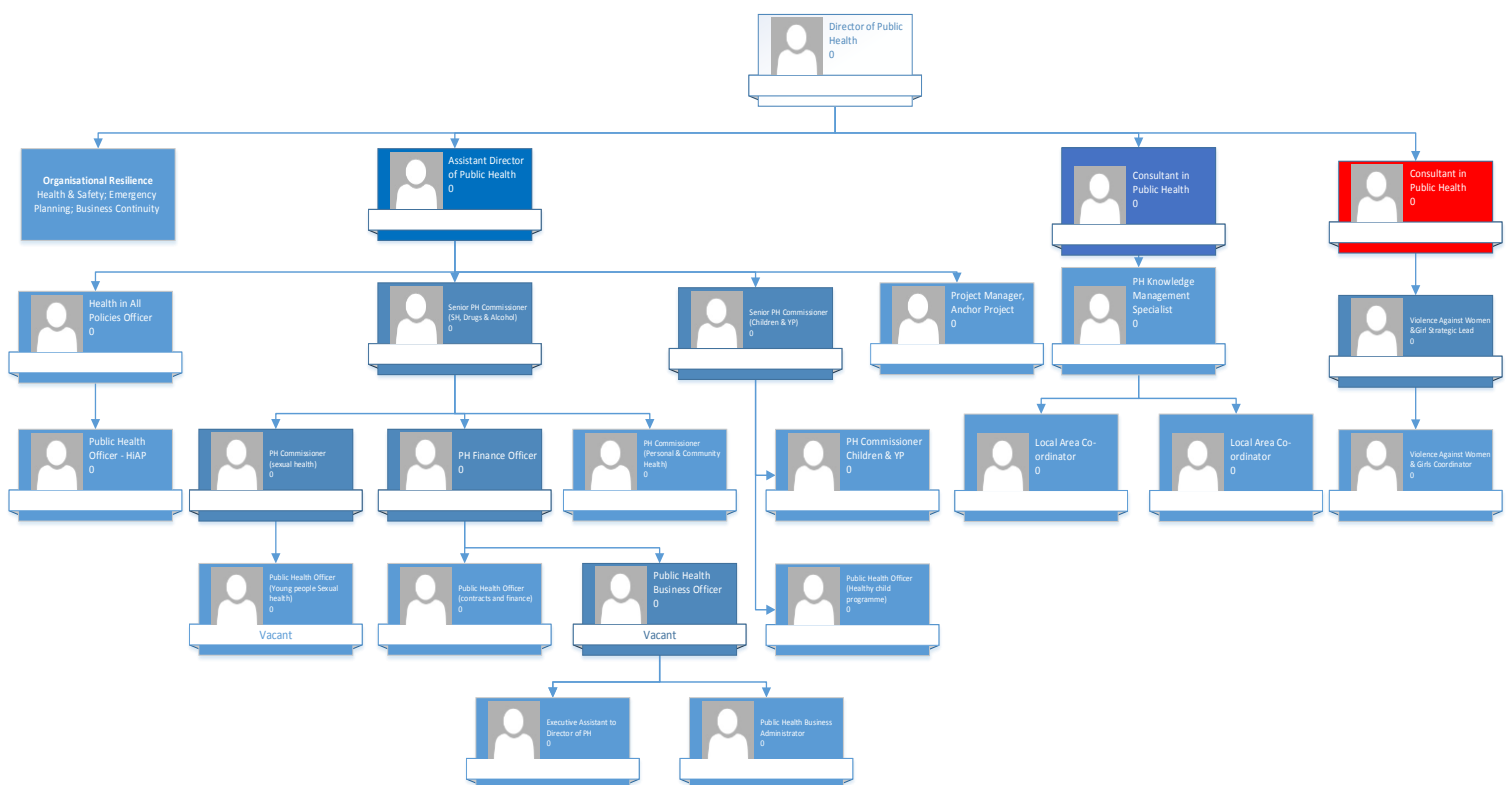 Director of Public
Health
0
Organisational Resilience
Health & Safety; Emergency
Planning; Business Continuity
Assistant Director
of Public Health
0
Consultant in
Public Health
0
Consultant in
Public Health
0
Health in All
Policies Officer
0
Senior PH Commissioner
(SH, Drugs & Alcohol)
0
Senior PH Commissioner
(Children & YP)
0
Project Manager,
Anchor Project
0
PH Knowledge
Management
Specialist
0
Violence Against Women
&Girl Strategic Lead
0
Public Health
Officer - HiAP
0
PH Commissioner
(sexual health)
0
PH Finance Officer
0
PH Commissioner
(Personal & Community
Health)
0
PH Commissioner
Children & YP
0
Local Area Co-
ordinator
0
Local Area Co-
ordinator
0
Violence Against Women
& Girls Coordinator
0
Public Health Officer
(Young people Sexual
health)
0
Vacant
Public Health Officer
(contracts and finance)
0
Public Health
Business Officer
0
Vacant
Public Health Officer
(Healthy child
programme)
0
Executive Assistant to
Director of PH
0
Public Health Business
Administrator
0